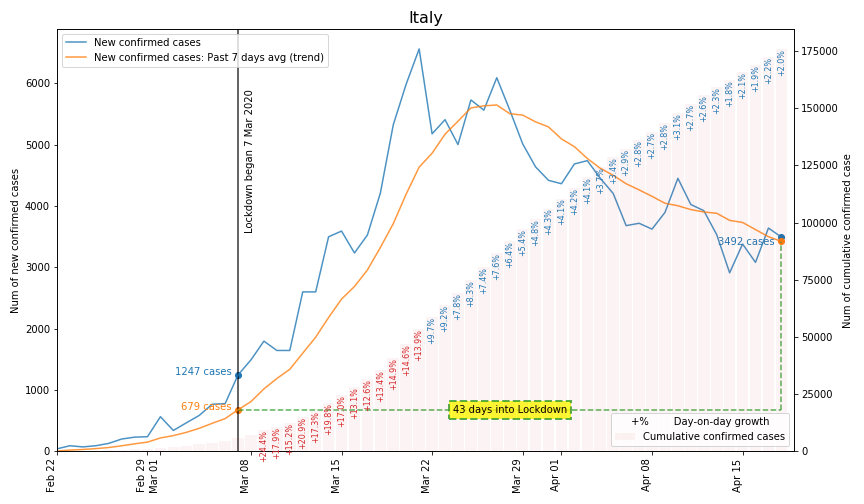 Italy
New confirmed cases
New confirmed cases: Past 7 days avg (trend)
Num of new confirmed cases
6000
5000
4000
3000
2000
1000
0
175000
150000
125000
100000
75000
50000
25000
0
Num of cumulative confirmed case
Lockdown began 7 Mar 2020
1247 cases
679 cases
3492 cases
43 days into Lockdown
+24.4%
+17.9%
+15.2%
+20.9%
+17.3%
+19.8%
+17.0%
+13.1%
+12.6%
+13.4%
+14.9%
+14.6%
+13.9%
+9.7%
+9.2%
+7.8%
+8.3%
+7.4%
+7.6%
+6.4%
+5.4%
+4.8%
+4.3%
+4.1%
+4.2%
+4.1%
+3.4%
+2.9%
+2.8%
+2.7%
+2.8%
+3.1%
+2.7%
+2.6%
+2.3%
+1.8%
+2.1%
+1.9%
+2.2%
+2.0%
+% Day-on-day growth
Cumulative confirmed cases
Feb 22
Feb 29
Mar 01
Mar 08
Mar 15
Mar 22
Mar 29
Apr 01
Apr 08
Apr 15